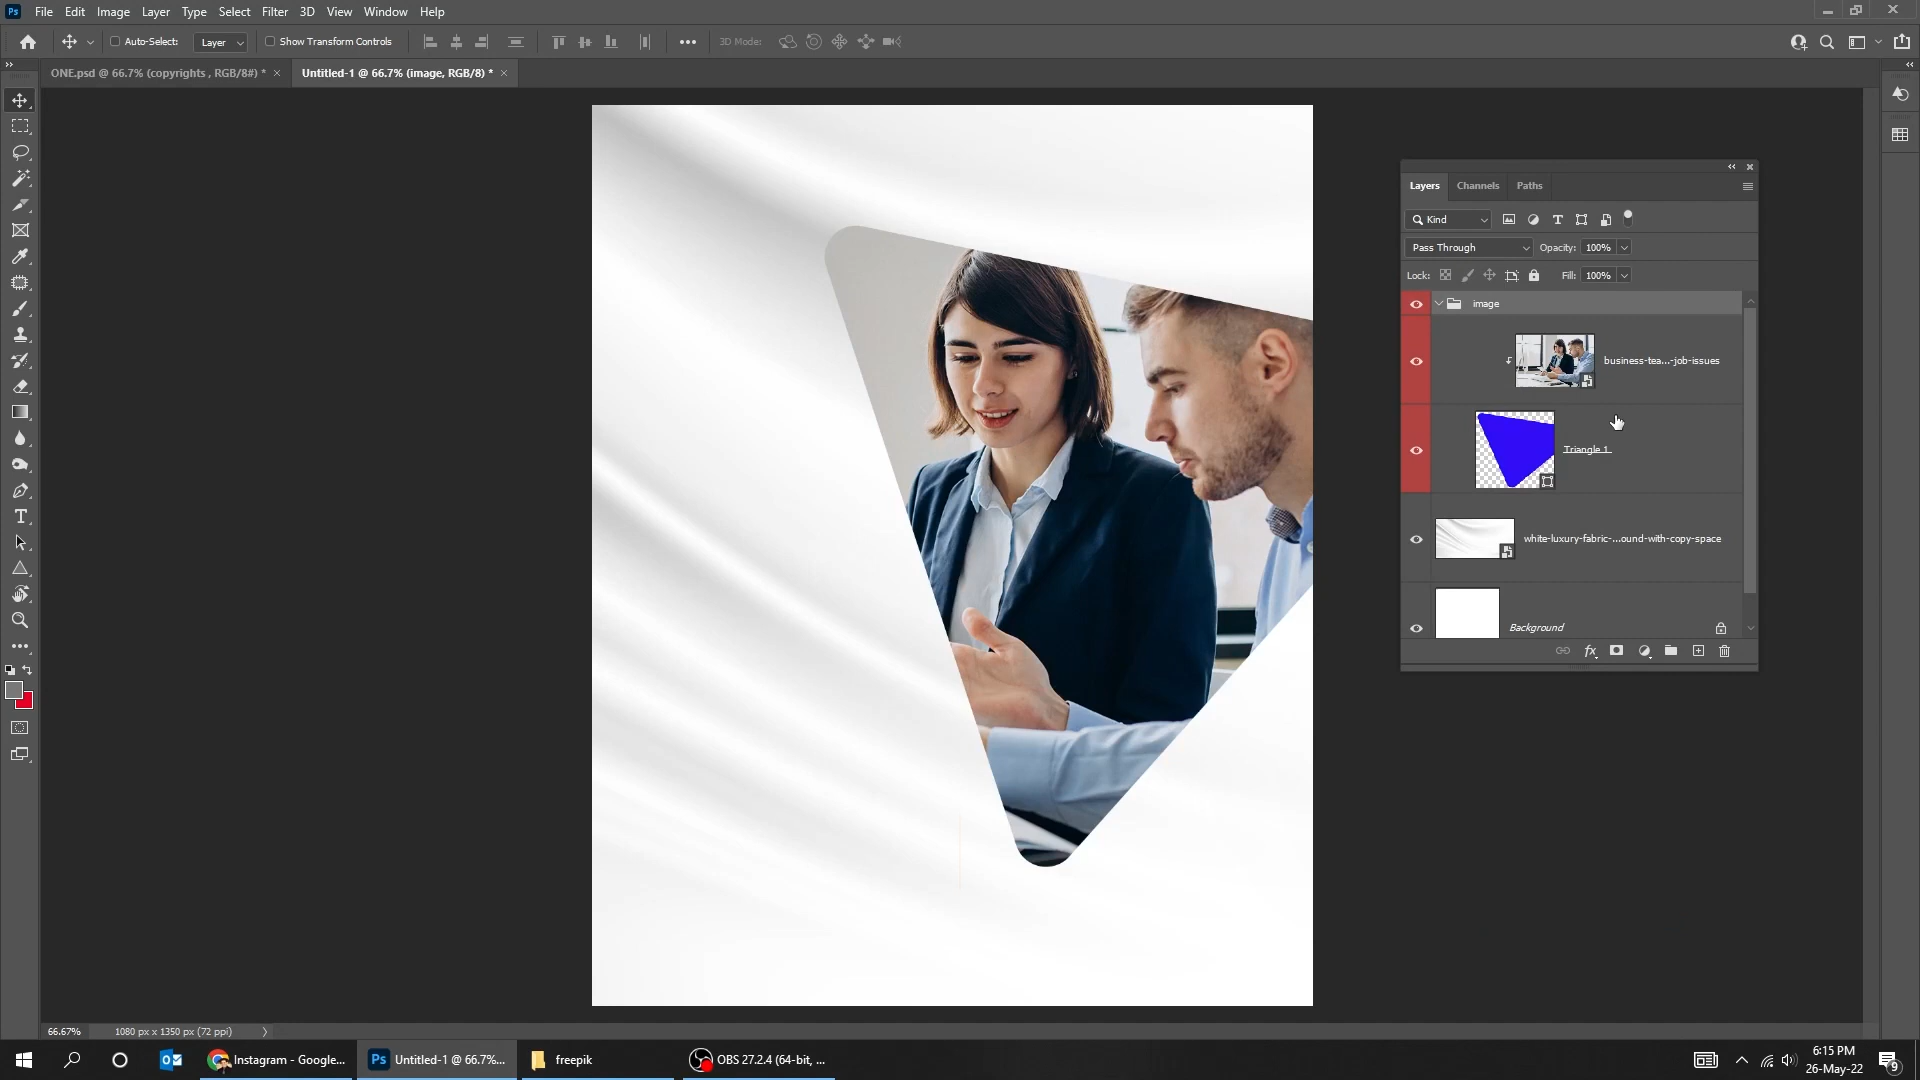 Ps File Edit Image Layer Type Select Filter 3D View Window Help
Auto-Select: Layer Show Transform Controls 3D Mode:
ONE.psd @ 66.7% (copyrights , RGB/8#) * × Untitled-1 @ 66.7% (image, RGB/8) * ×
Layers Channels Paths
Kind
Pass Through Opacity: 100%
Lock: Fill: 100%
image
business-tea...-job-issues
Triangle 1
white-luxury-fabric-...ound-with-copy-space
Background
fx
66.67% 1080 px x 1350 px (72 ppi)
Instagram - Google... Ps Untitled-1 @ 66.7%... freepik OBS 27.2.4 (64-bit, ...
6:15 PM
26-May-22
9